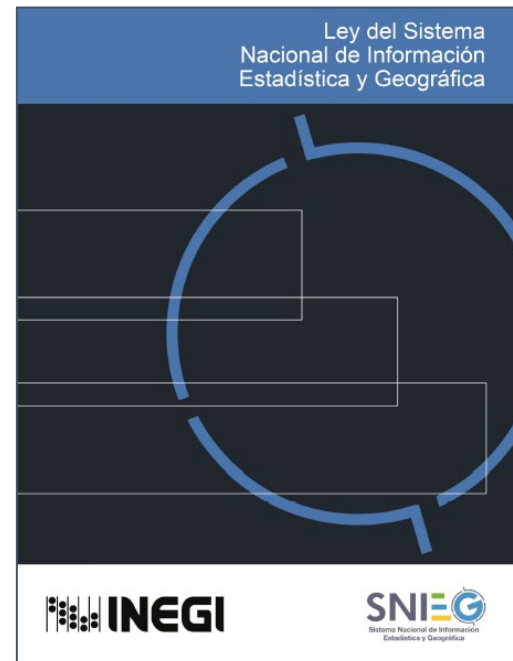 Ley del Sistema
Nacional de Información
Estadística y Geográfica
INEGI
SNIEG
Sistema Nacional de Información
Estadística y Geográfica